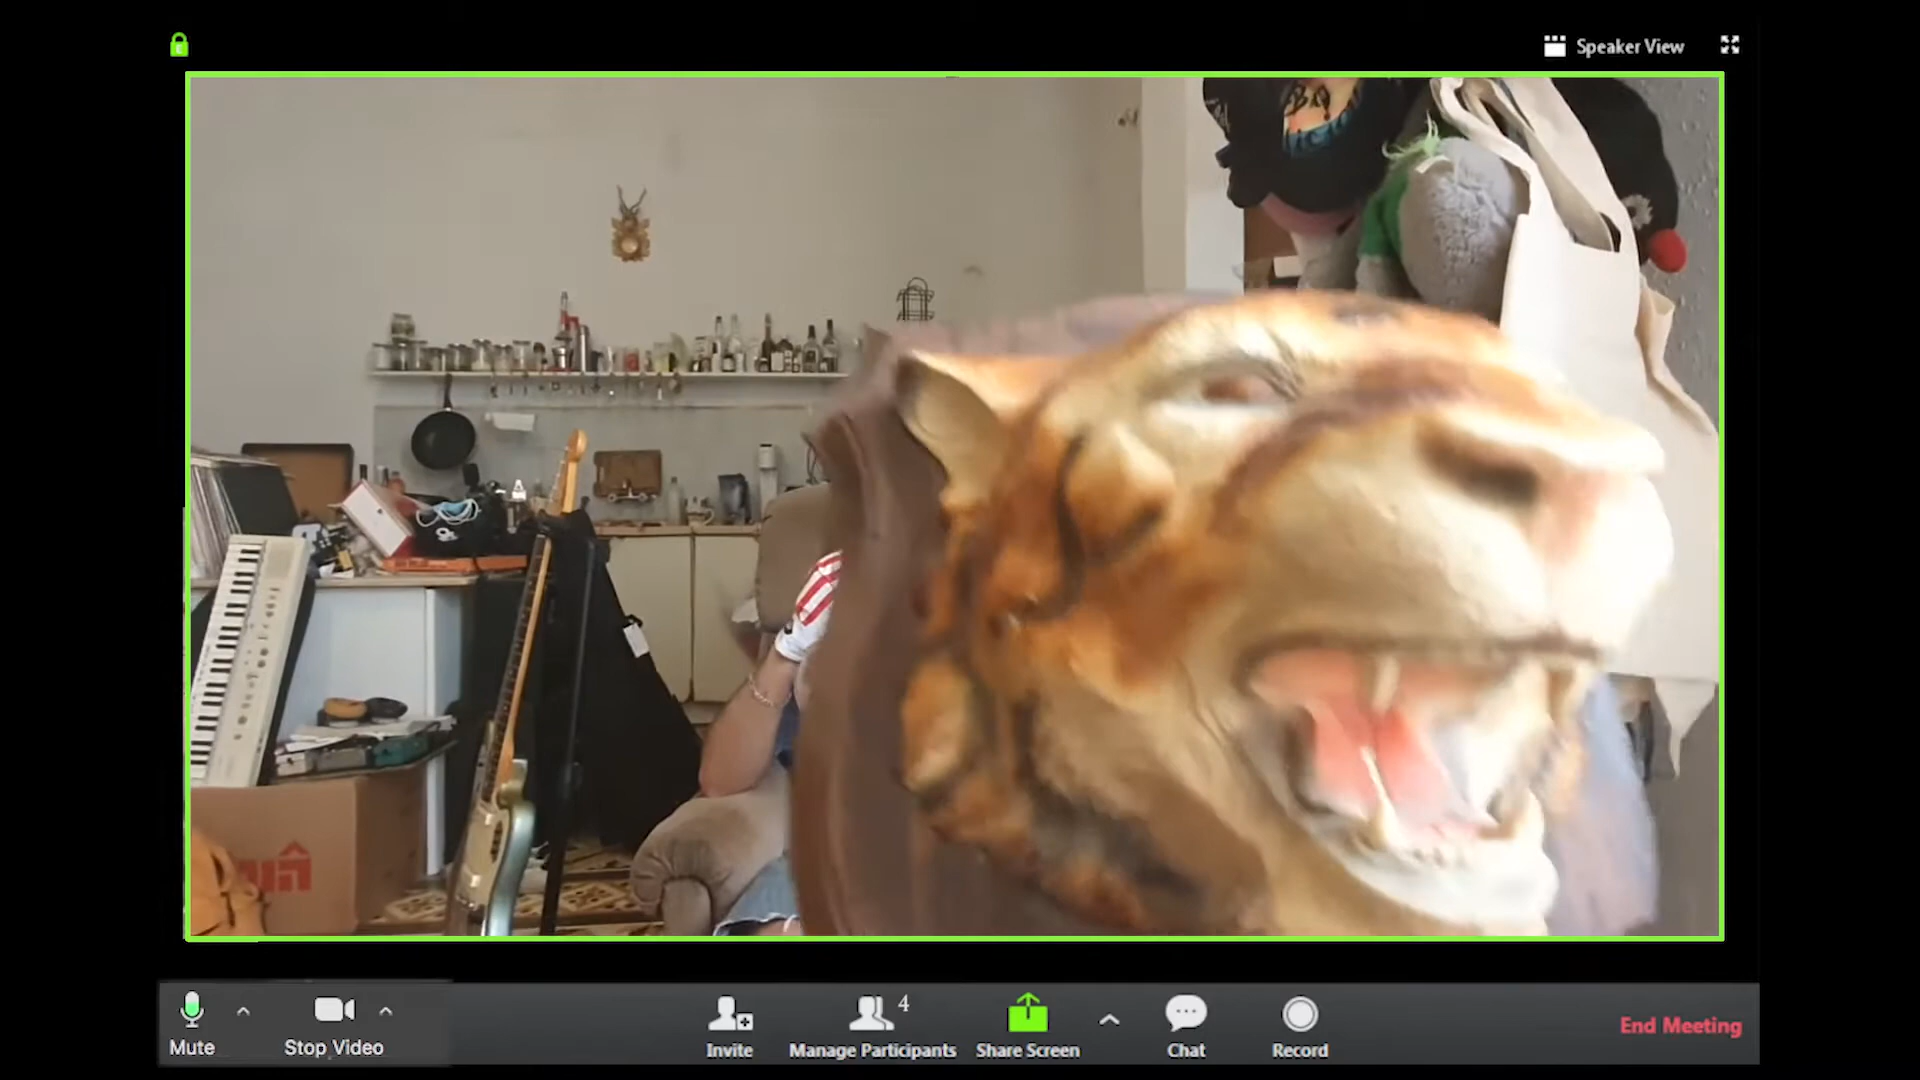 Speaker View
Mute
Stop Video
Invite
Manage Participants
4
Share Screen
Chat
Record
End Meeting